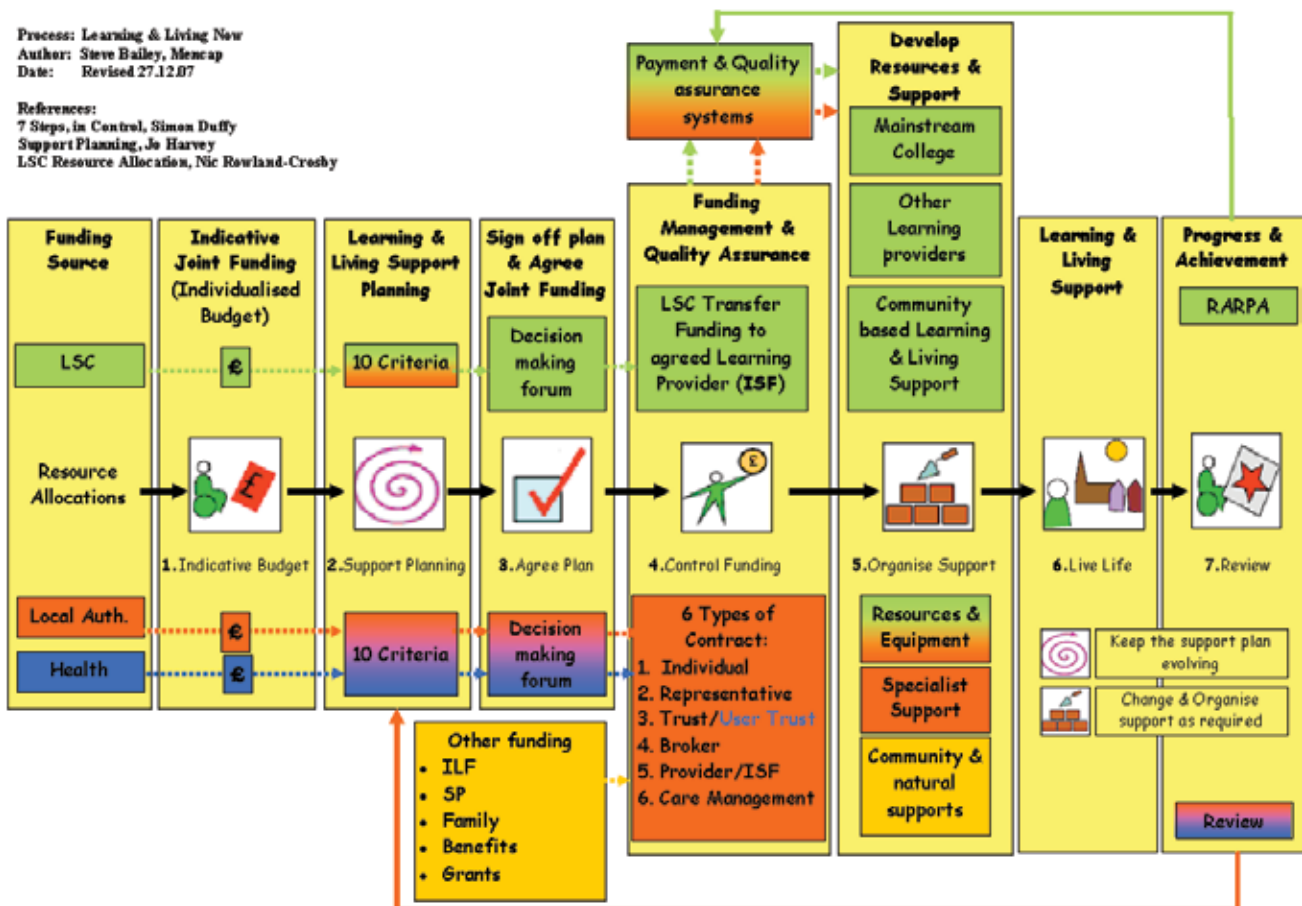 Process: Learning & Living Now
Author: Steve Bailey, Mencap
Date: Revised 27.12.07
References:
7 Steps, in Control, Simon Duffy
Support Planning, Jo Harvey
LSC Resource Allocation, Nic Rowland-Crosby
Payment & Quality
assurance
systems
Funding
Source
LSC
Resource
Allocations
Local Auth.
Health
Indicative
Joint Funding
(Individualised
Budget)
£
£
1.Indicative Budget
£
£
Learning &
Living Support
Planning
10 Criteria
2.Support Planning
10 Criteria
Sign off plan
& Agree
Joint Funding
Decision
making
forum
3.Agree Plan
Decision
making
forum
Other funding
• ILF
• SP
• Family
• Benefits
• Grants
Funding
Management &
Quality Assurance
LSC Transfer
Funding to
agreed Learning
Provider (ISF)
£
4.Control Funding
6 Types of
Contract:
1. Individual
2. Representative
3. Trust/User Trust
4. Broker
5. Provider/ISF
6. Care Management
Develop
Resources &
Support
Mainstream
College
Other
Learning
providers
Community
based Learning
& Living
Support
5.Organise Support
Resources &
Equipment
Specialist
Support
Community &
natural
supports
Learning &
Living
Support
6.Live Life
Keep the support plan
evolving
Change & Organise
support as required
Progress &
Achievement
RARPA
7.Review
Review